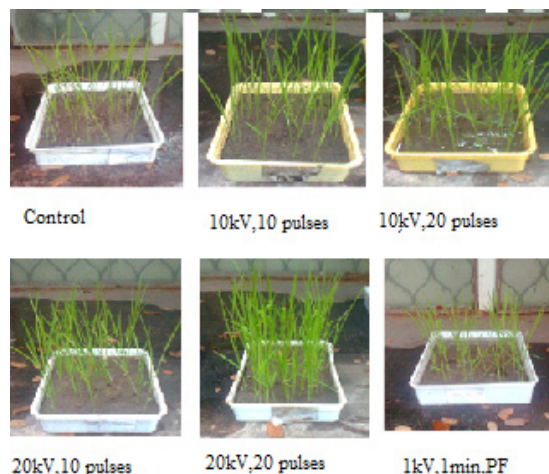 Control
10kV,10 pulses
10kV,20 pulses
20kV,10 pulses
20kV,20 pulses
1kV,1min,PF